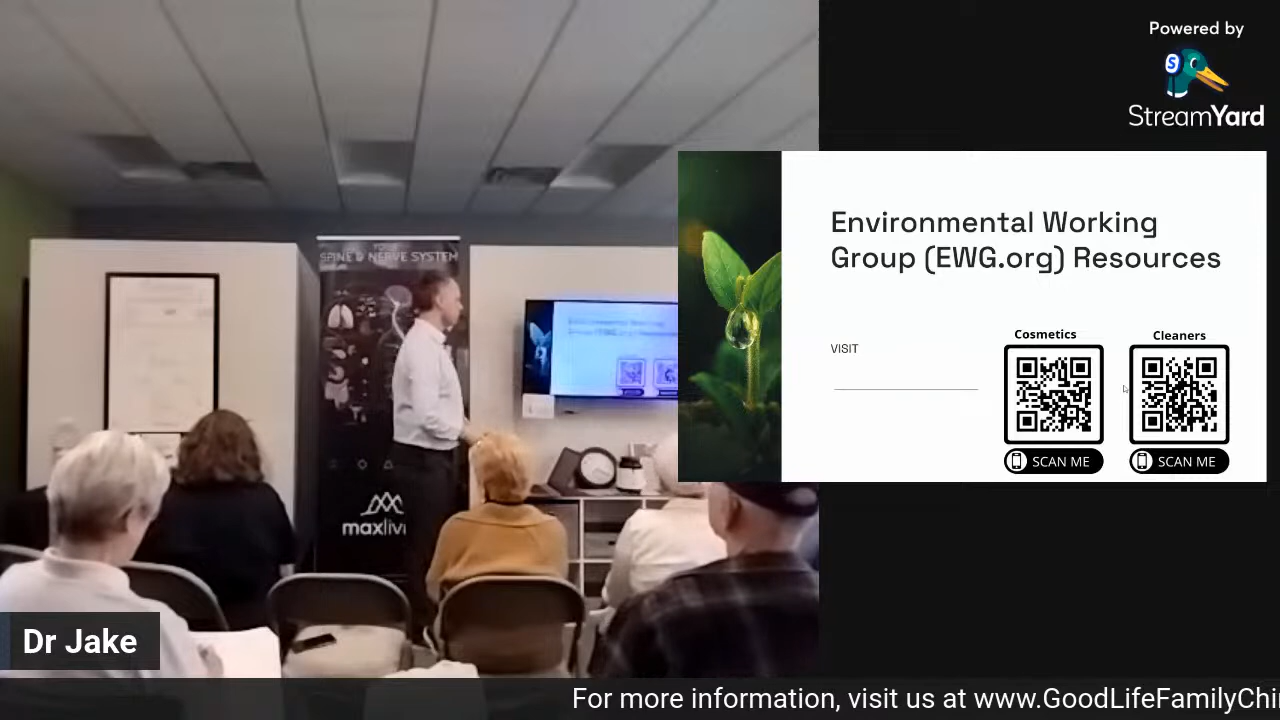 Powered by
StreamYard
Environmental Working
Group (EWG.org) Resources
VISIT
Cosmetics
Cleaners
SCAN ME
SCAN ME
SPINE & NERVE SYSTEM
maxlivi
Dr Jake
For more information, visit us at www.GoodLifeFamilyChi